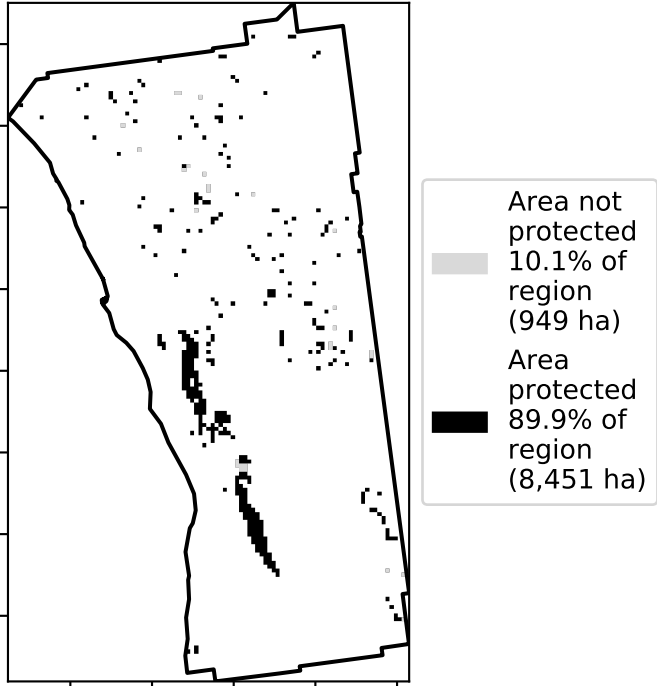 Area not
protected
10.1% of
region
(949 ha)
Area
protected
89.9% of
region
(8,451 ha)